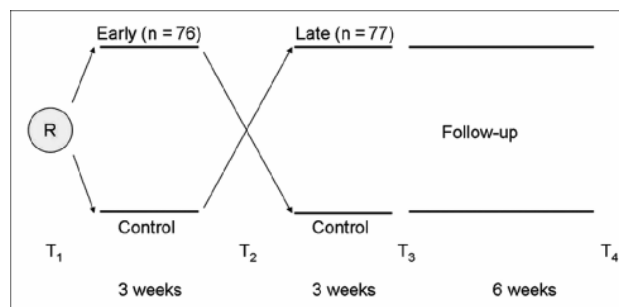 Early (n = 76)
Late (n = 77)
R
Follow-up
Control
Control
T1
T2
T3
T4
3 weeks
3 weeks
6 weeks